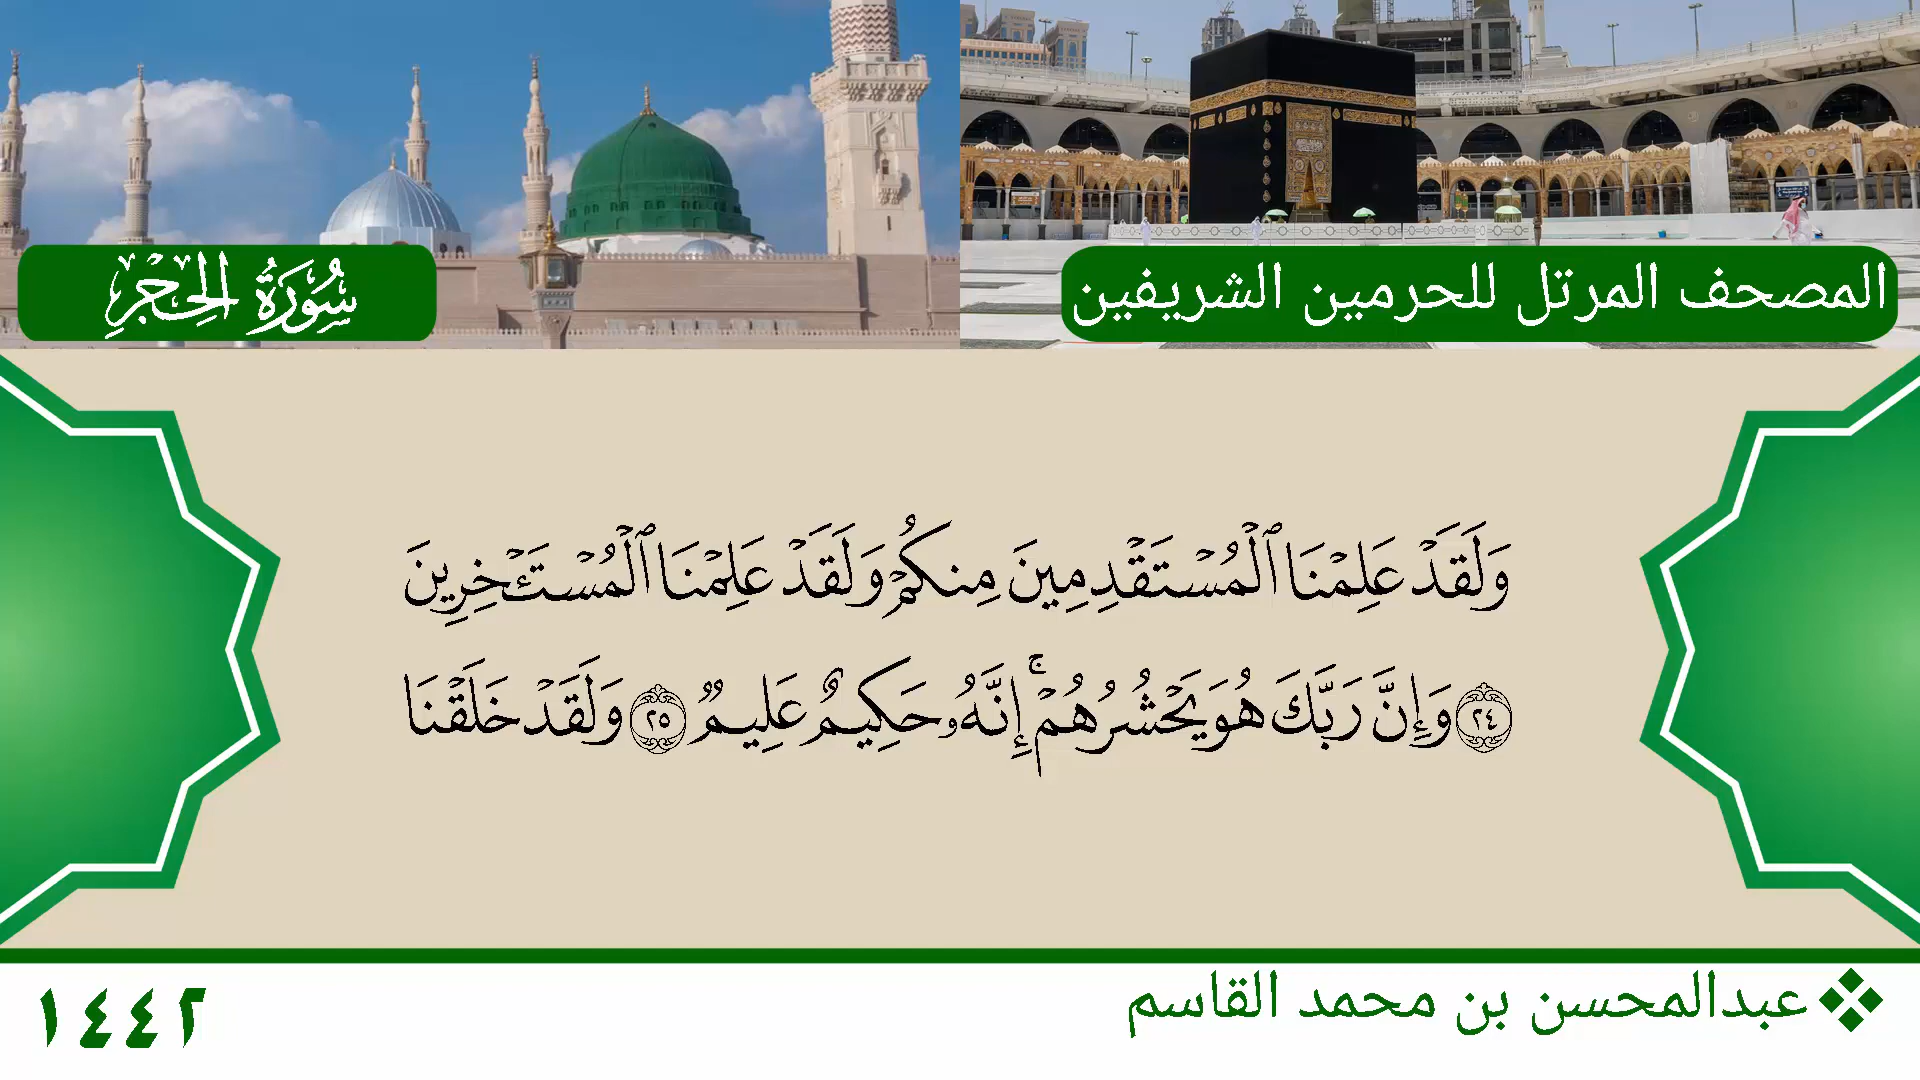 المصحف المرتل للحرمين الشريفين
سُورَةُ الحِجْرِ
وَلَقَدْ عَلِمْنَا ٱلْمُسْتَقْدِمِينَ مِنكُمْ وَلَقَدْ عَلِمْنَا ٱلْمُسْتَـْٔخِرِينَ
٢٤ وَإِنَّ رَبَّكَ هُوَ يَحْشُرُهُمْۚ إِنَّهُۥ حَكِيمٌ عَلِيمٌۭ ٢٥ وَلَقَدْ خَلَقْنَا
عبدالمحسن بن محمد القاسم
١٤٤٢